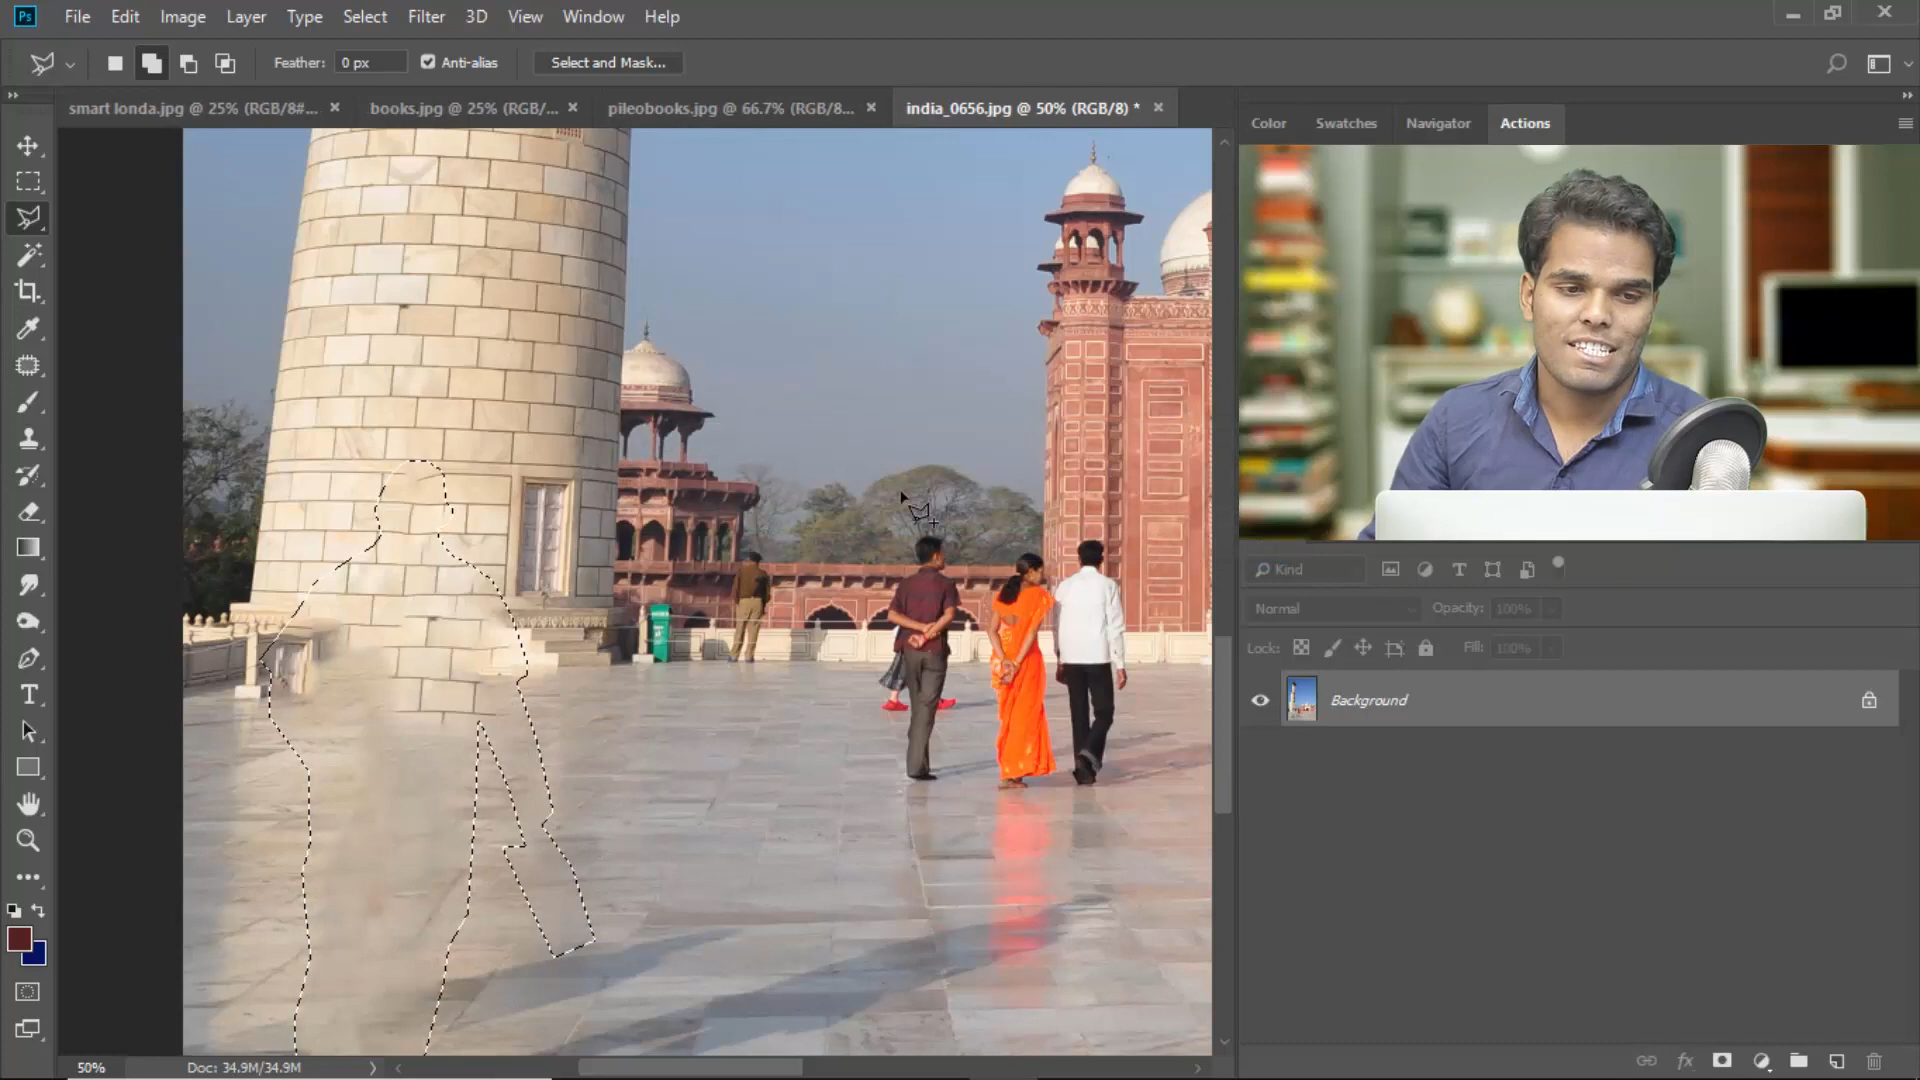 Ps File Edit Image Layer Type Select Filter 3D View Window Help
Feather: 0 px Anti-alias Select and Mask...
smart londa.jpg @ 25% (RGB/8#... × books.jpg @ 25% (RGB/... × pileobooks.jpg @ 66.7% (RGB/8... × india_0656.jpg @ 50% (RGB/8) * ×
Color Swatches Navigator Actions
Kind
Normal Opacity: 100%
Lock: Fill: 100%
Background
50% Doc: 34.9M/34.9M